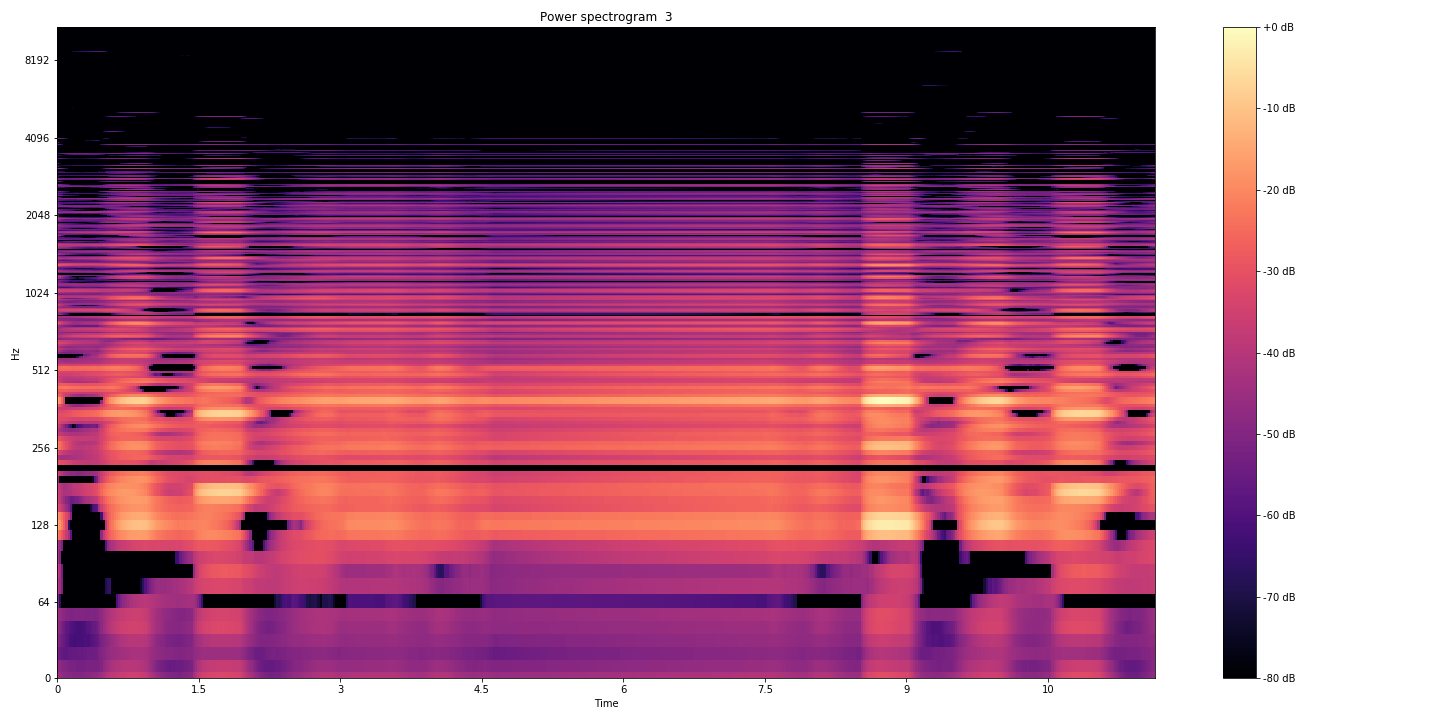 Power spectrogram  3
8192
4096
2048
1024
512
256
128
64
0
Hz
0
1.5
3
4.5
6
7.5
9
10
Time
+0 dB
-10 dB
-20 dB
-30 dB
-40 dB
-50 dB
-60 dB
-70 dB
-80 dB